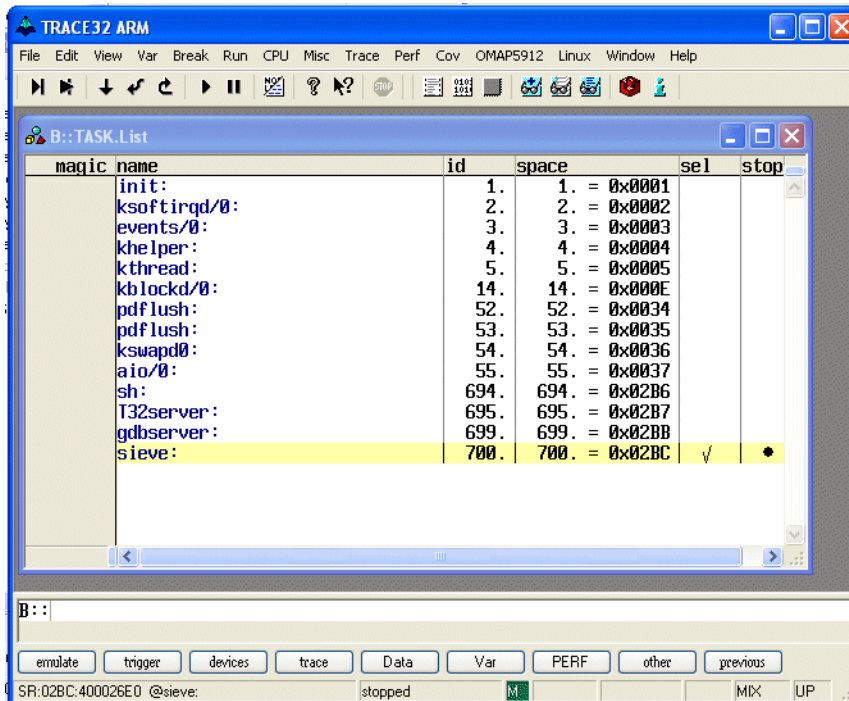 TRACE32 ARM
File Edit View Var Break Run CPU Misc Trace Perf Cov OMAP5912 Linux Window Help
B::TASK.List
magic name id space sel stop
init: 1. 1. = 0x0001
ksoftirqd/0: 2. 2. = 0x0002
events/0: 3. 3. = 0x0003
khelper: 4. 4. = 0x0004
kthread: 5. 5. = 0x0005
kblockd/0: 14. 14. = 0x000E
pdflush: 52. 52. = 0x0034
pdflush: 53. 53. = 0x0035
kswapd0: 54. 54. = 0x0036
aio/0: 55. 55. = 0x0037
sh: 694. 694. = 0x02B6
T32server: 695. 695. = 0x02B7
gdbserver: 699. 699. = 0x02BB
sieve: 700. 700. = 0x02BC √ •
B::
emulate trigger devices trace Data Var PERF other previous
SR:02BC:400026E0 @sieve: stopped M MIX UP